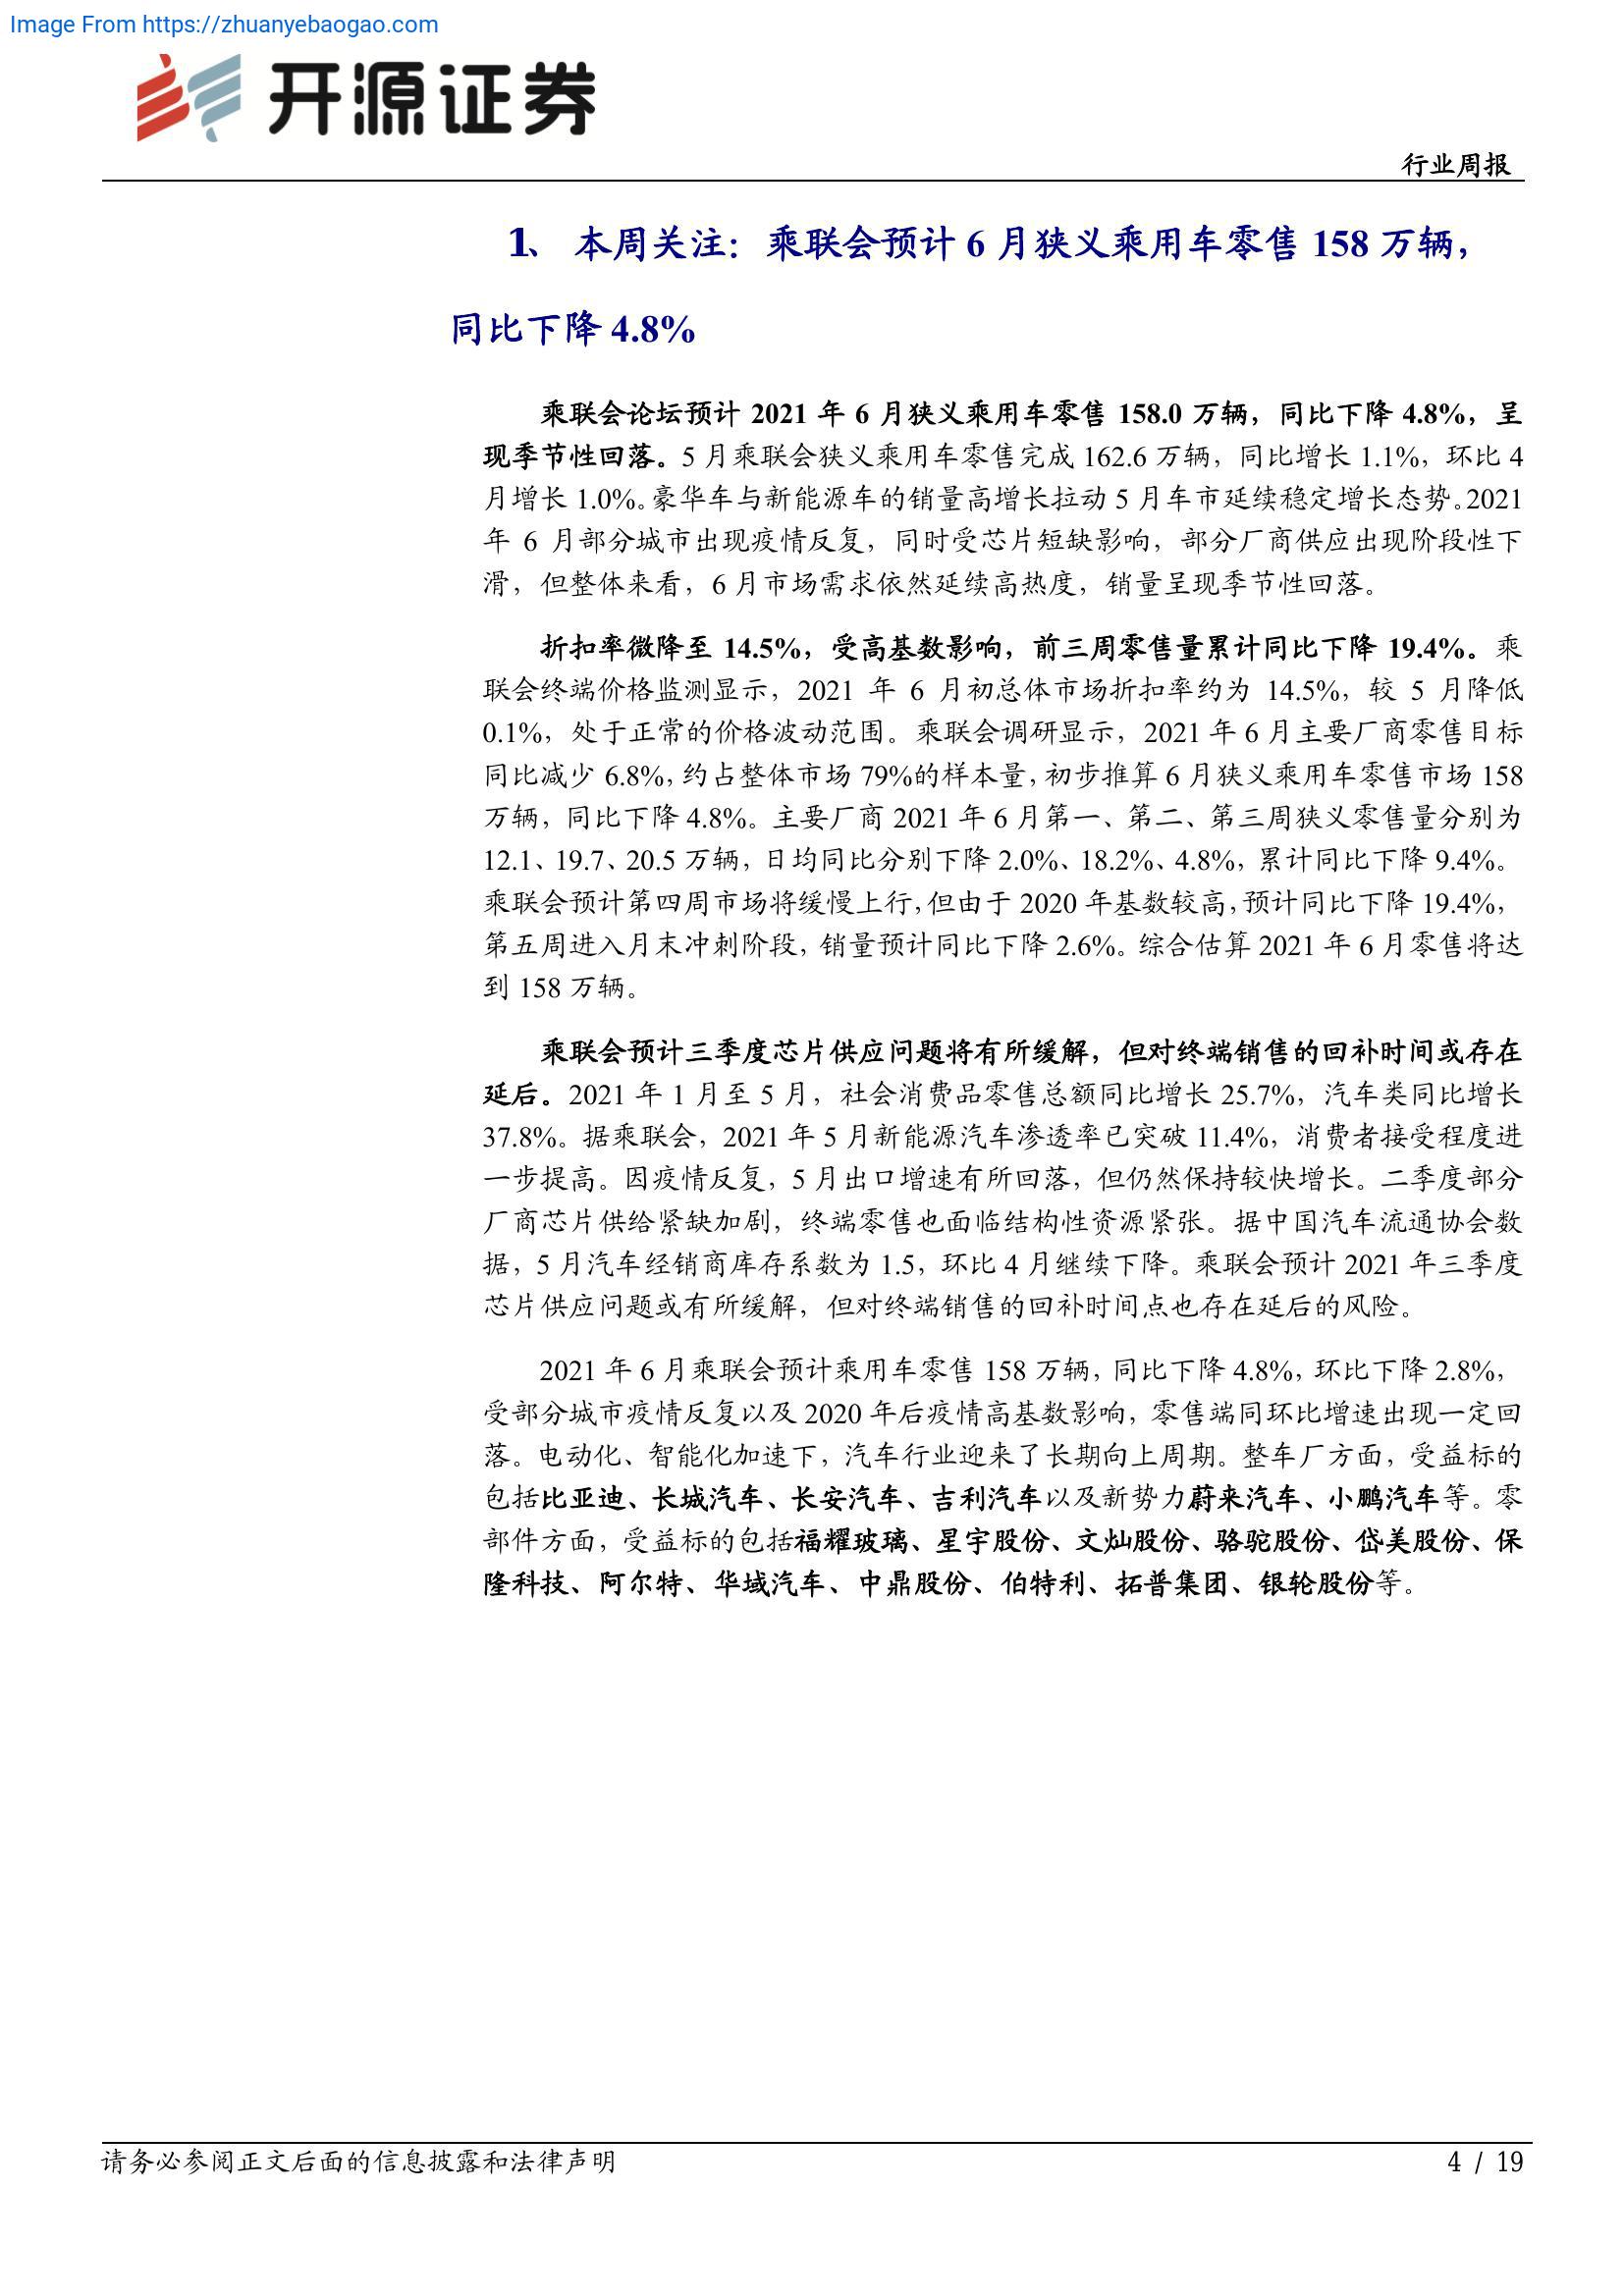 Image From https://zhuanyebaogao.com
开源证券
行业周报
1、 本周关注：乘联会预计 6 月狭义乘用车零售 158 万辆，
同比下降 4.8%
乘联会论坛预计 2021 年 6 月狭义乘用车零售 158.0 万辆，同比下降 4.8%，呈
现季节性回落。5 月乘联会狭义乘用车零售完成 162.6 万辆，同比增长 1.1%，环比 4
月增长 1.0%。豪华车与新能源车的销量高增长拉动 5 月车市延续稳定增长态势。2021
年 6 月部分城市出现疫情反复，同时受芯片短缺影响，部分厂商供应出现阶段性下
滑，但整体来看，6 月市场需求依然延续高热度，销量呈现季节性回落。
折扣率微降至 14.5%，受高基数影响，前三周零售量累计同比下降 19.4%。乘
联会终端价格监测显示，2021 年 6 月初总体市场折扣率约为 14.5%，较 5 月降低
0.1%，处于正常的价格波动范围。乘联会调研显示，2021 年 6 月主要厂商零售目标
同比减少 6.8%，约占整体市场 79%的样本量，初步推算 6 月狭义乘用车零售市场 158
万辆，同比下降 4.8%。主要厂商 2021 年 6 月第一、第二、第三周狭义零售量分别为
12.1、19.7、20.5 万辆，日均同比分别下降 2.0%、18.2%、4.8%，累计同比下降 9.4%。
乘联会预计第四周市场将缓慢上行，但由于 2020 年基数较高，预计同比下降 19.4%，
第五周进入月末冲刺阶段，销量预计同比下降 2.6%。综合估算 2021 年 6 月零售将达
到 158 万辆。
乘联会预计三季度芯片供应问题将有所缓解，但对终端销售的回补时间或存在
延后。2021 年 1 月至 5 月，社会消费品零售总额同比增长 25.7%，汽车类同比增长
37.8%。据乘联会，2021 年 5 月新能源汽车渗透率已突破 11.4%，消费者接受程度进
一步提高。因疫情反复，5 月出口增速有所回落，但仍然保持较快增长。二季度部分
厂商芯片供给紧缺加剧，终端零售也面临结构性资源紧张。据中国汽车流通协会数
据，5 月汽车经销商库存系数为 1.5，环比 4 月继续下降。乘联会预计 2021 年三季度
芯片供应问题或有所缓解，但对终端销售的回补时间点也存在延后的风险。
2021 年 6 月乘联会预计乘用车零售 158 万辆，同比下降 4.8%，环比下降 2.8%，
受部分城市疫情反复以及 2020 年后疫情高基数影响，零售端同环比增速出现一定回
落。电动化、智能化加速下，汽车行业迎来了长期向上周期。整车厂方面，受益标的
包括比亚迪、长城汽车、长安汽车、吉利汽车以及新势力蔚来汽车、小鹏汽车等。零
部件方面，受益标的包括福耀玻璃、星宇股份、文灿股份、骆驼股份、岱美股份、保
隆科技、阿尔特、华域汽车、中鼎股份、伯特利、拓普集团、银轮股份等。
请务必参阅正文后面的信息披露和法律声明
4 / 19